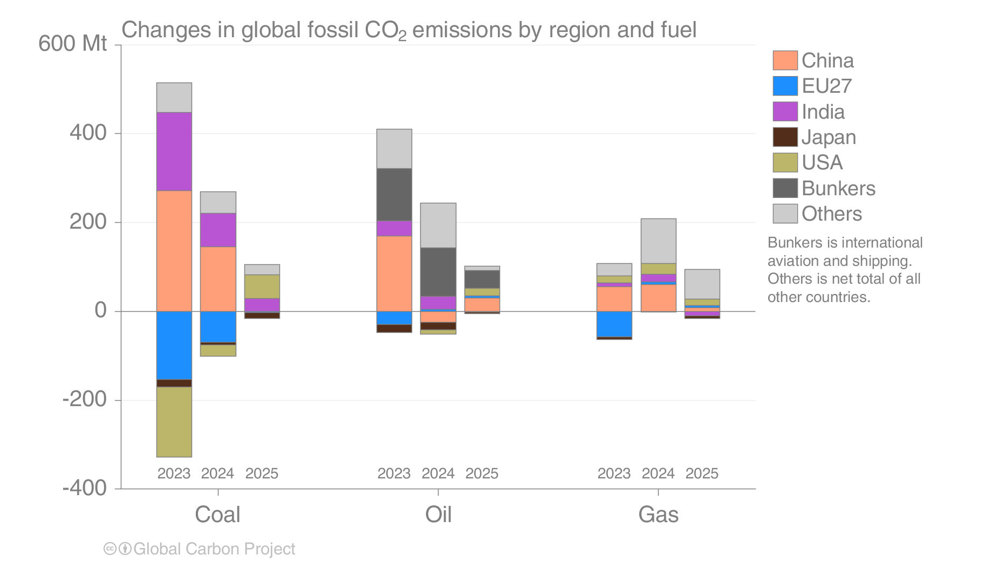 Changes in global fossil CO₂ emissions by region and fuel
600 Mt
400
200
0
-200
-400
2023 2024 2025
2023 2024 2025
2023 2024 2025
Coal
Oil
Gas
China
EU27
India
Japan
USA
Bunkers
Others
Bunkers is international
aviation and shipping.
Others is net total of all
other countries.
cc Global Carbon Project